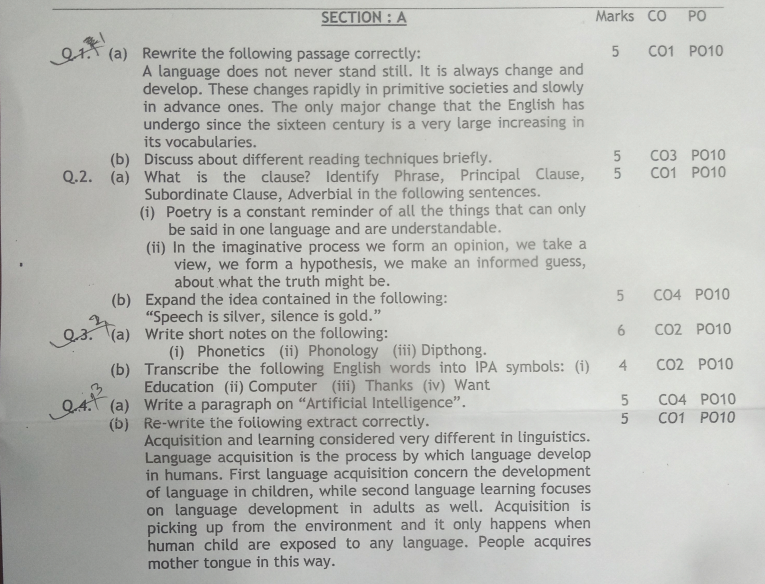 SECTION : A Marks CO PO
Q.1. (a) Rewrite the following passage correctly: 5 CO1 PO10
A language does not never stand still. It is always change and
develop. These changes rapidly in primitive societies and slowly
in advance ones. The only major change that the English has
undergo since the sixteen century is a very large increasing in
its vocabularies.
(b) Discuss about different reading techniques briefly. 5 CO3 PO10
Q.2. (a) What is the clause? Identify Phrase, Principal Clause, 5 CO1 PO10
Subordinate Clause, Adverbial in the following sentences.
(i) Poetry is a constant reminder of all the things that can only
be said in one language and are understandable.
(ii) In the imaginative process we form an opinion, we take a
view, we form a hypothesis, we make an informed guess,
about what the truth might be.
(b) Expand the idea contained in the following: 5 CO4 PO10
“Speech is silver, silence is gold.”
2
Q.3. (a) Write short notes on the following: 6 CO2 PO10
(i) Phonetics (ii) Phonology (iii) Dipthong.
(b) Transcribe the following English words into IPA symbols: (i) 4 CO2 PO10
Education (ii) Computer (iii) Thanks (iv) Want
3
Q.4. (a) Write a paragraph on “Artificial Intelligence”. 5 CO4 PO10
(b) Re-write the following extract correctly. 5 CO1 PO10
Acquisition and learning considered very different in linguistics.
Language acquisition is the process by which language develop
in humans. First language acquisition concern the development
of language in children, while second language learning focuses
on language development in adults as well. Acquisition is
picking up from the environment and it only happens when
human child are exposed to any language. People acquires
mother tongue in this way.